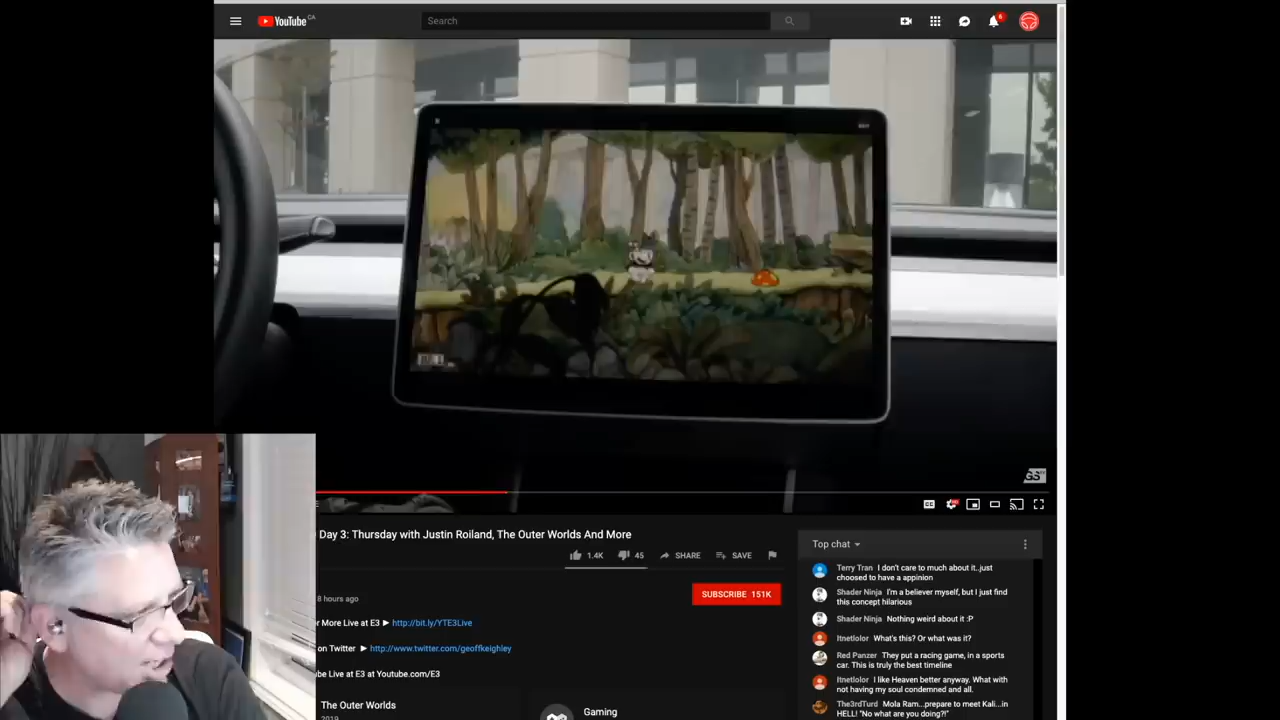 YouTube CA
Search
6
GS
Day 3: Thursday with Justin Roiland, The Outer Worlds And More
1.4K
45
SHARE
SAVE
8 hours ago
SUBSCRIBE 151K
r More Live at E3 ▶ http://bit.ly/YTE3Live
on Twitter ▶ http://www.twitter.com/geoffkeighley
be Live at E3 at Youtube.com/E3
The Outer Worlds
2019
Gaming
Top chat
Terry Tran I don't care to much about it..just
choosed to have a appinion
Shader Ninja I'm a believer myself, but I just find
this concept hilarious
Shader Ninja Nothing weird about it :P
Itnetlolor What's this? Or what was it?
Red Panzer They put a racing game, in a sports
car. This is truly the best timeline
Itnetlolor I like Heaven better anyway. What with
not having my soul condemned and all.
The3rdTurd Mola Ram...prepare to meet Kali...in
HELL! "No what are you doing?!"